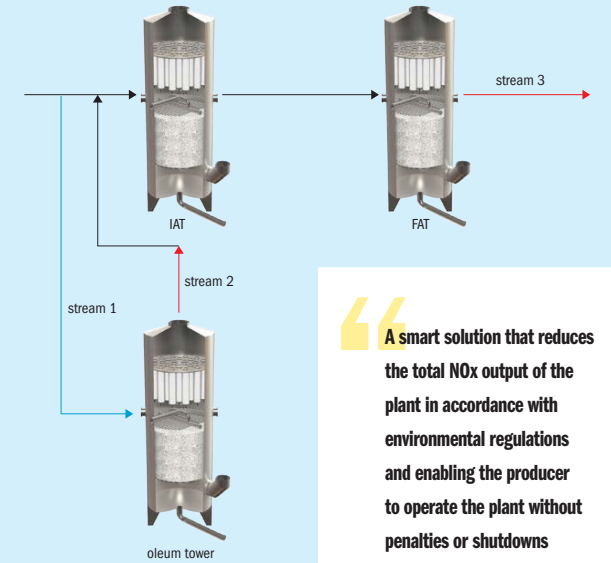 stream 3
IAT
FAT
stream 2
stream 1
oleum tower
“
A smart solution that reduces
the total NOx output of the
plant in accordance with
environmental regulations
and enabling the producer
to operate the plant without
penalties or shutdowns